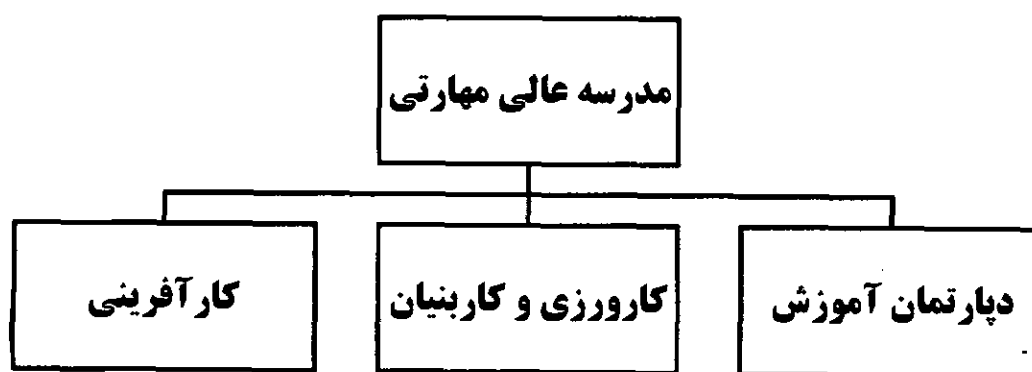 مدرسه عالی مهارتی
دپارتمان آموزش
کارورزی و کاربنیان
کارآفرینی